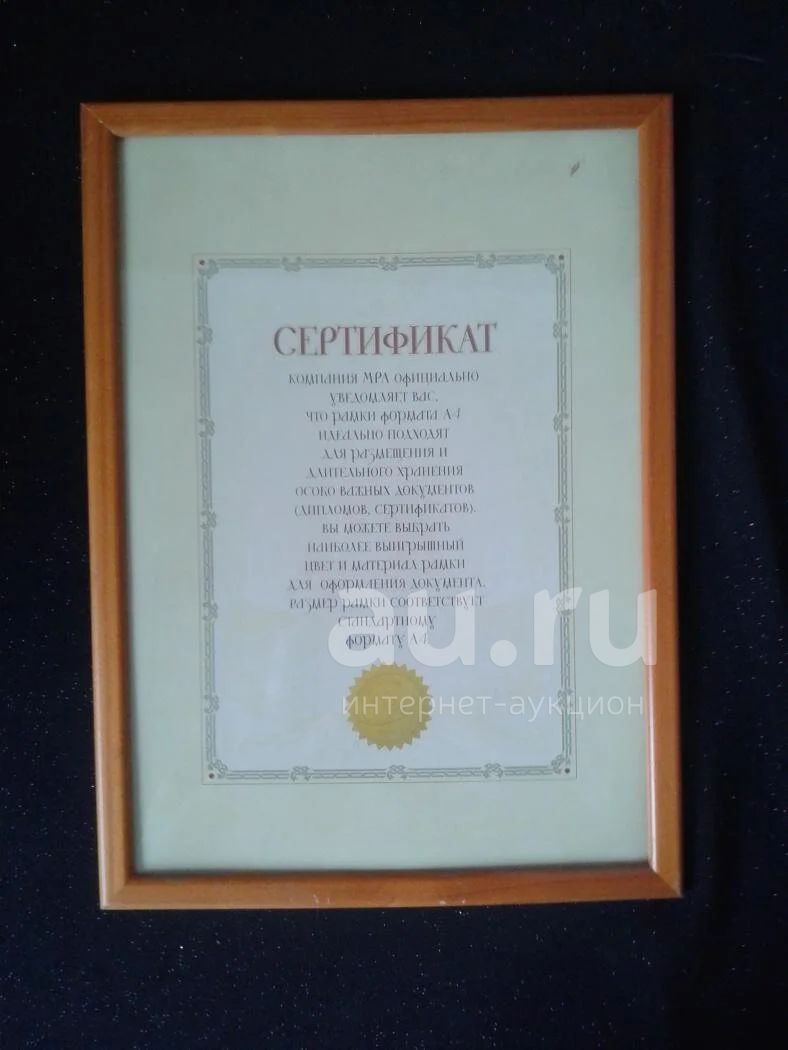 СЕРТИФИКАТ
КОМПАНИЯ МРА ОФИЦИАЛЬНО
УВЕДОМЛЯЕТ ВАС,
ЧТО РАМКИ ФОРМАТА А4
ИДЕАЛЬНО ПОДХОДЯТ
ДЛЯ РАЗМЕЩЕНИЯ И
ДЛИТЕЛЬНОГО ХРАНЕНИЯ
ОСОБО ВАЖНЫХ ДОКУМЕНТОВ
(ДИПЛОМОВ, СЕРТИФИКАТОВ).
ВЫ МОЖЕТЕ ВЫБРАТЬ
НАИБОЛЕЕ ВЫИГРЫШНЫЙ
ЦВЕТ И МАТЕРИАЛ РАМКИ
ДЛЯ ОФОРМЛЕНИЯ ДОКУМЕНТА.
РАЗМЕР РАМКИ СООТВЕТСТВУЕТ
СТАНДАРТНОМУ
ФОРМАТУ А4.
au.ru
интернет-аукцион